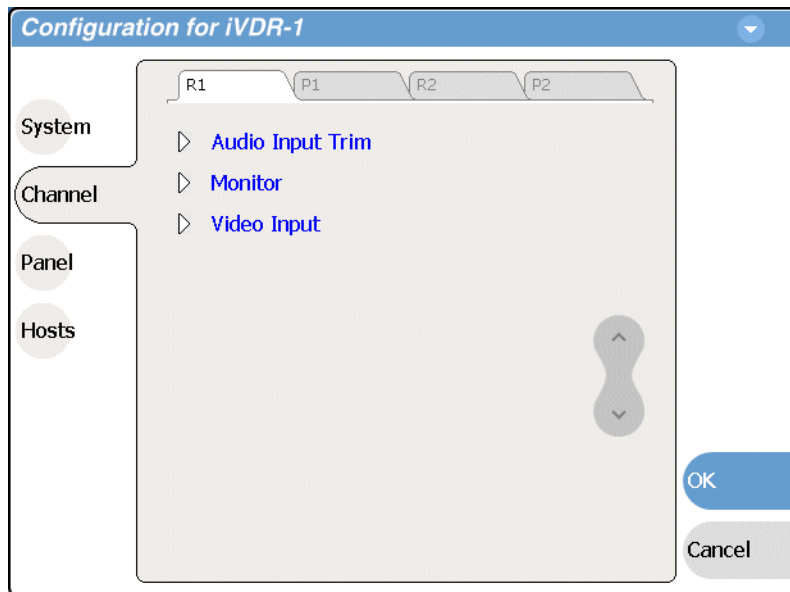 Configuration for iVDR-1
R1 P1 R2 P2
System
Audio Input Trim
Channel
Monitor
Video Input
Panel
Hosts
OK
Cancel